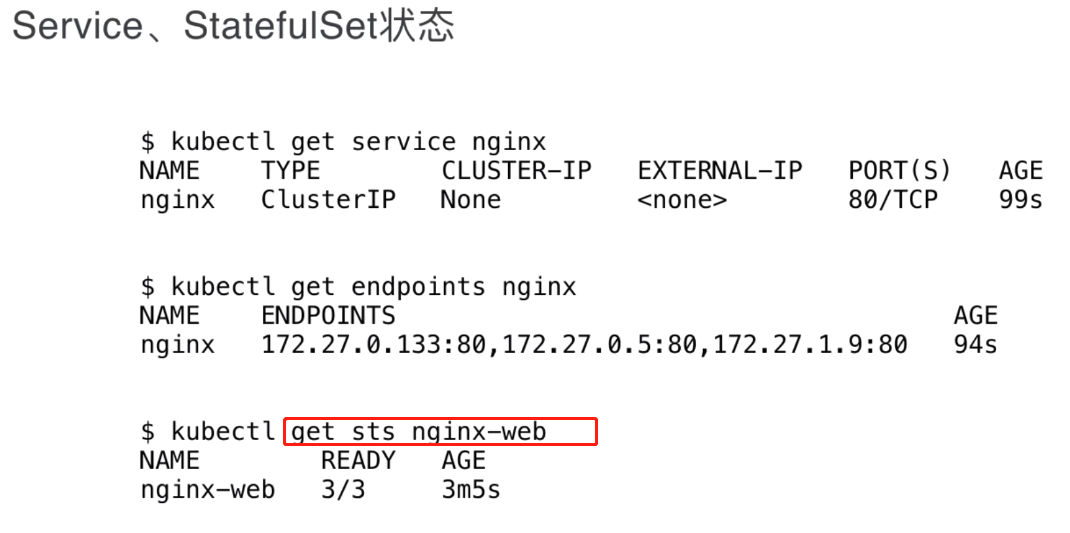 Service、StatefulSet状态
$ kubectl get service nginx
NAME TYPE CLUSTER-IP EXTERNAL-IP PORT(S) AGE
nginx ClusterIP None <none> 80/TCP 99s
$ kubectl get endpoints nginx
NAME ENDPOINTS AGE
nginx 172.27.0.133:80,172.27.0.5:80,172.27.1.9:80 94s
$ kubectl get sts nginx-web
NAME READY AGE
nginx-web 3/3 3m5s